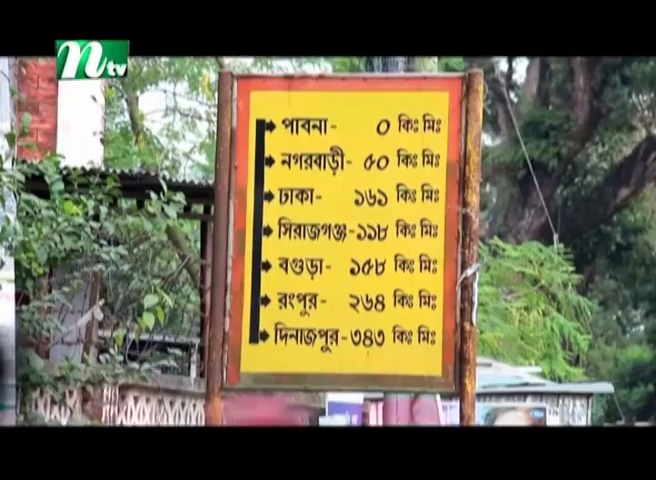 Ntv
পাবনা- ০ কিঃ মিঃ
নগরবাড়ী- ৫০ কিঃ মিঃ
ঢাকা- ১৬১ কিঃ মিঃ
সিরাজগঞ্জ-১১৮ কিঃ মিঃ
বগুড়া- ১৫৮ কিঃ মিঃ
রংপুর- ২৬৪ কিঃ মিঃ
দিনাজপুর-৩৪৩ কিঃ মিঃ